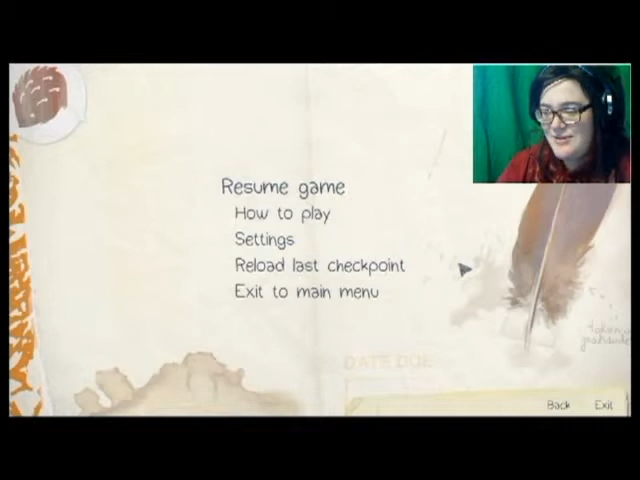 Resume game
How to play
Settings
Reload last checkpoint
Exit to main menu
DATE DUE
Back
Exit